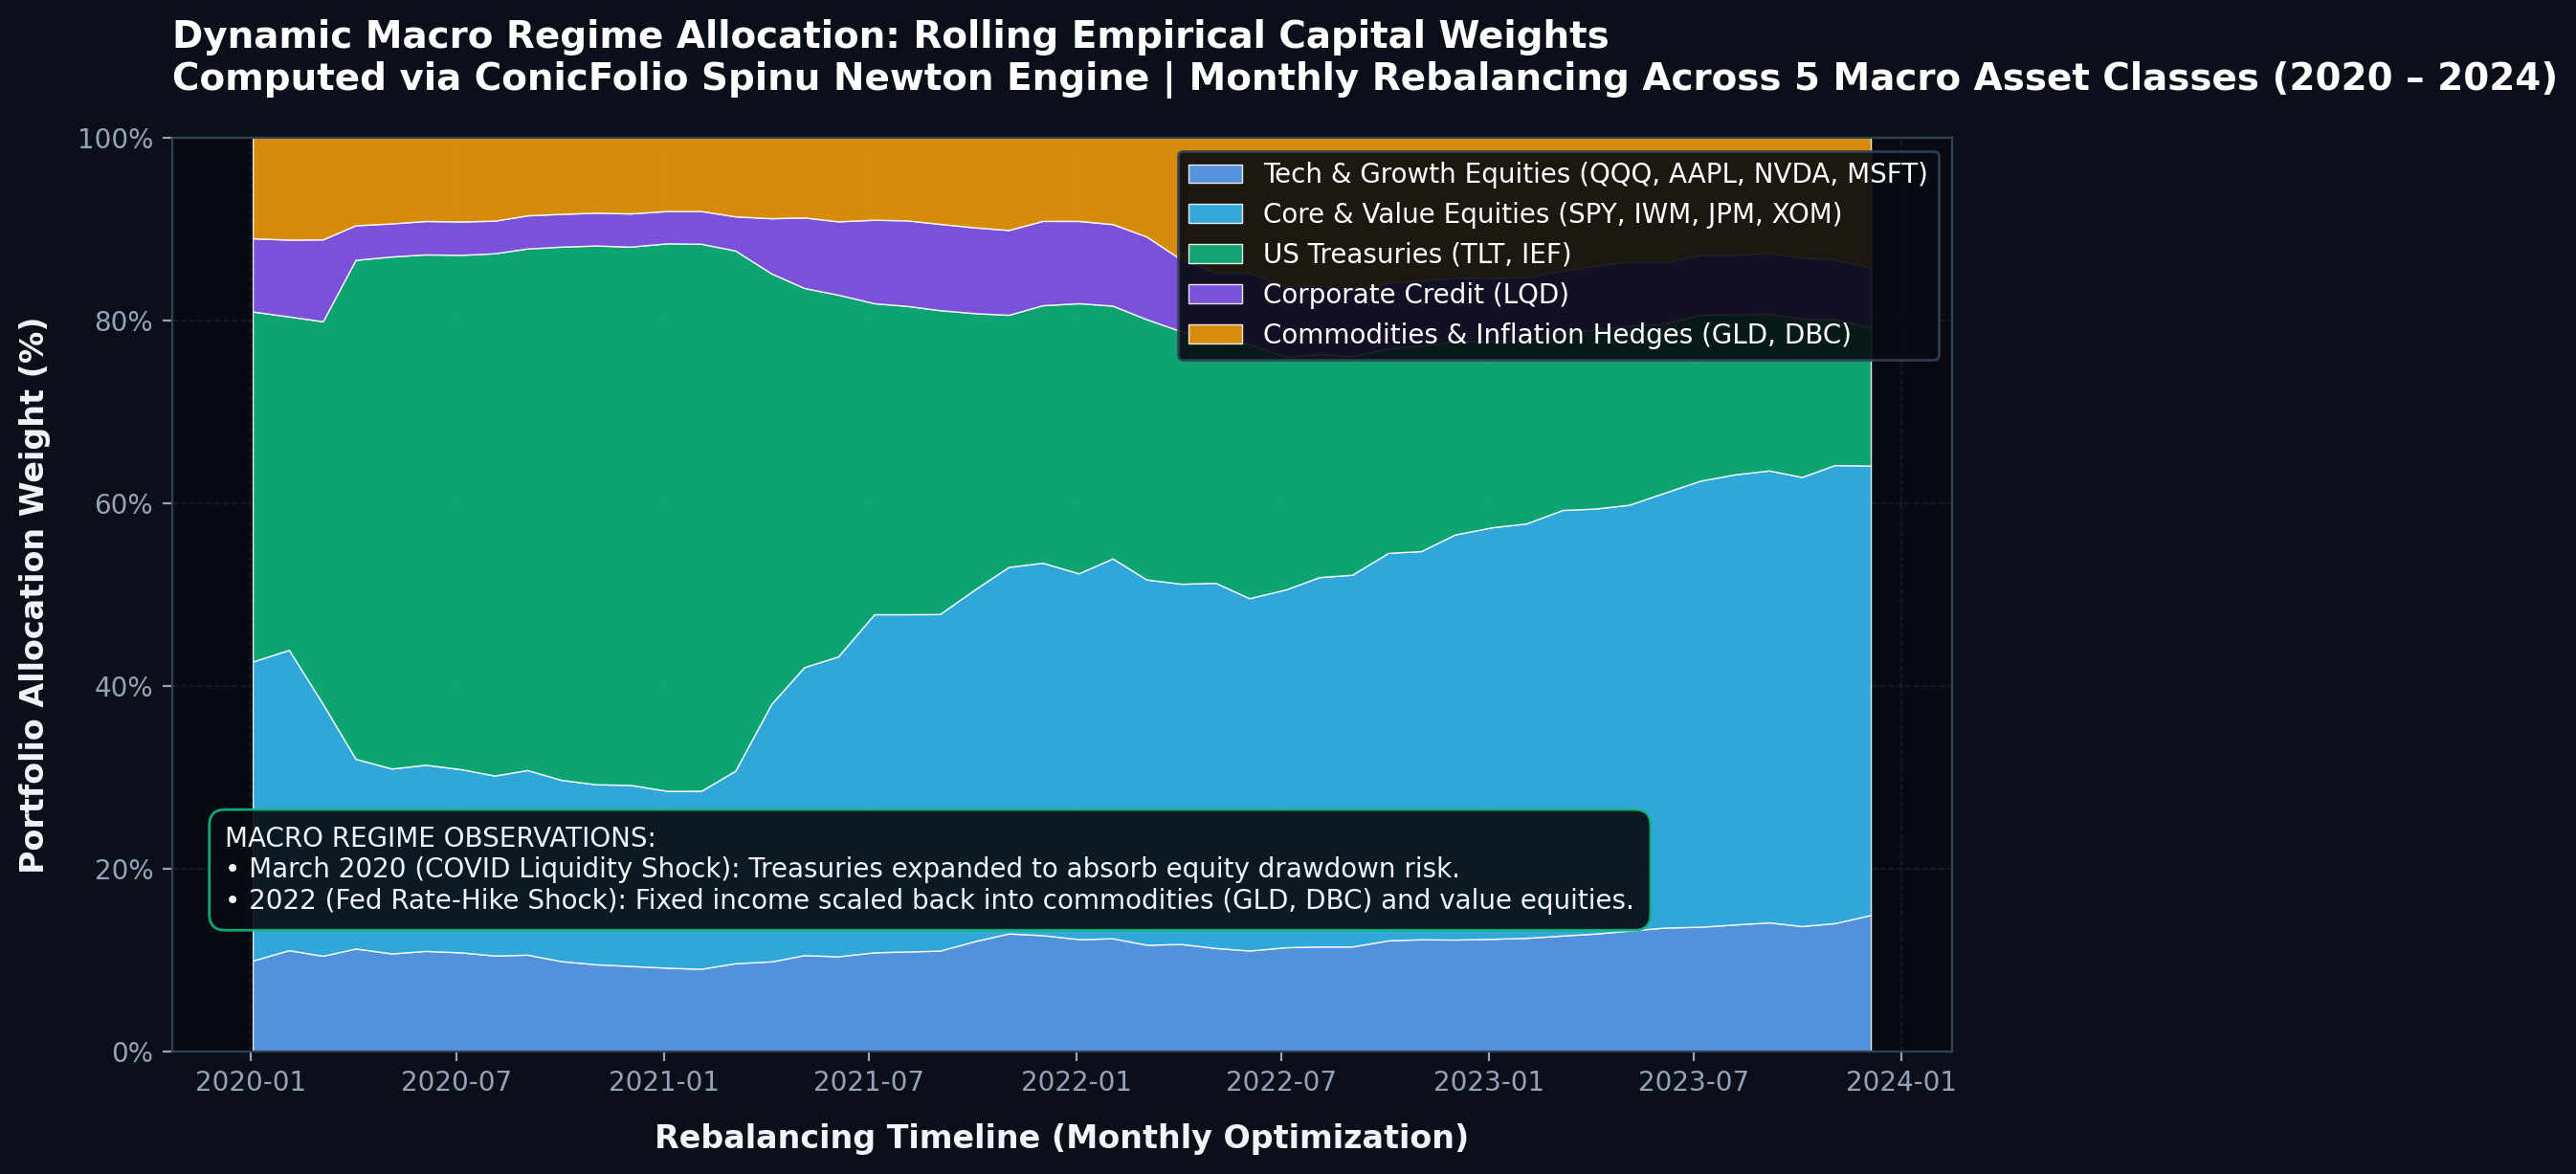 Dynamic Macro Regime Allocation: Rolling Empirical Capital Weights
Computed via ConicFolio Spinu Newton Engine | Monthly Rebalancing Across 5 Macro Asset Classes (2020 – 2024)
Portfolio Allocation Weight (%)
100%
80%
60%
40%
20%
0%
Tech & Growth Equities (QQQ, AAPL, NVDA, MSFT)
Core & Value Equities (SPY, IWM, JPM, XOM)
US Treasuries (TLT, IEF)
Corporate Credit (LQD)
Commodities & Inflation Hedges (GLD, DBC)
MACRO REGIME OBSERVATIONS:
• March 2020 (COVID Liquidity Shock): Treasuries expanded to absorb equity drawdown risk.
• 2022 (Fed Rate-Hike Shock): Fixed income scaled back into commodities (GLD, DBC) and value equities.
2020-01 2020-07 2021-01 2021-07 2022-01 2022-07 2023-01 2023-07 2024-01
Rebalancing Timeline (Monthly Optimization)